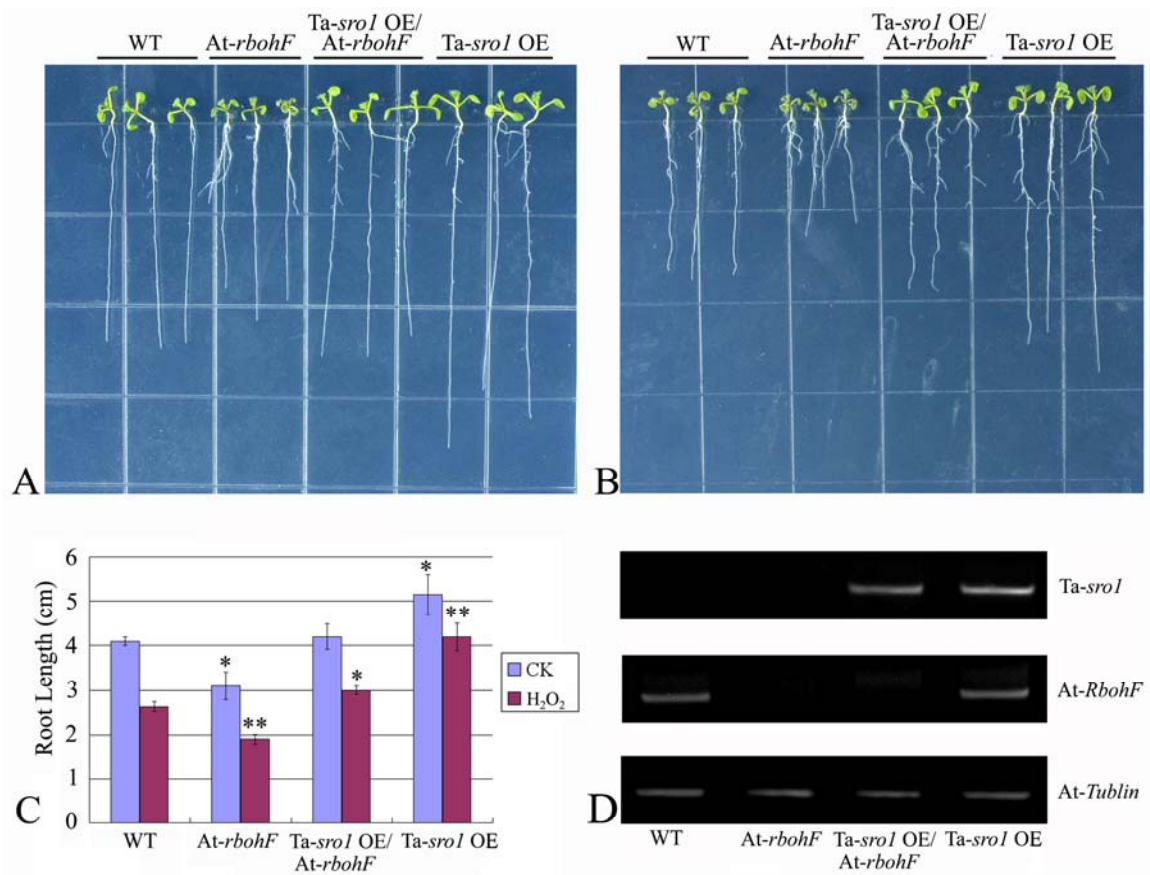 WT
At-rbohF
Ta-sro1 OE/
At-rbohF
Ta-sro1 OE
A
WT
At-rbohF
Ta-sro1 OE/
At-rbohF
Ta-sro1 OE
B
Root Length (cm)
6
5
4
3
2
1
0
*
**
*
*
**
CK
H₂O₂
WT
At-rbohF
Ta-sro1 OE/
At-rbohF
Ta-sro1 OE
C
Ta-sro1
At-RbohF
At-Tublin
WT
At-rbohF
Ta-sro1 OE/
At-rbohF
Ta-sro1 OE
D